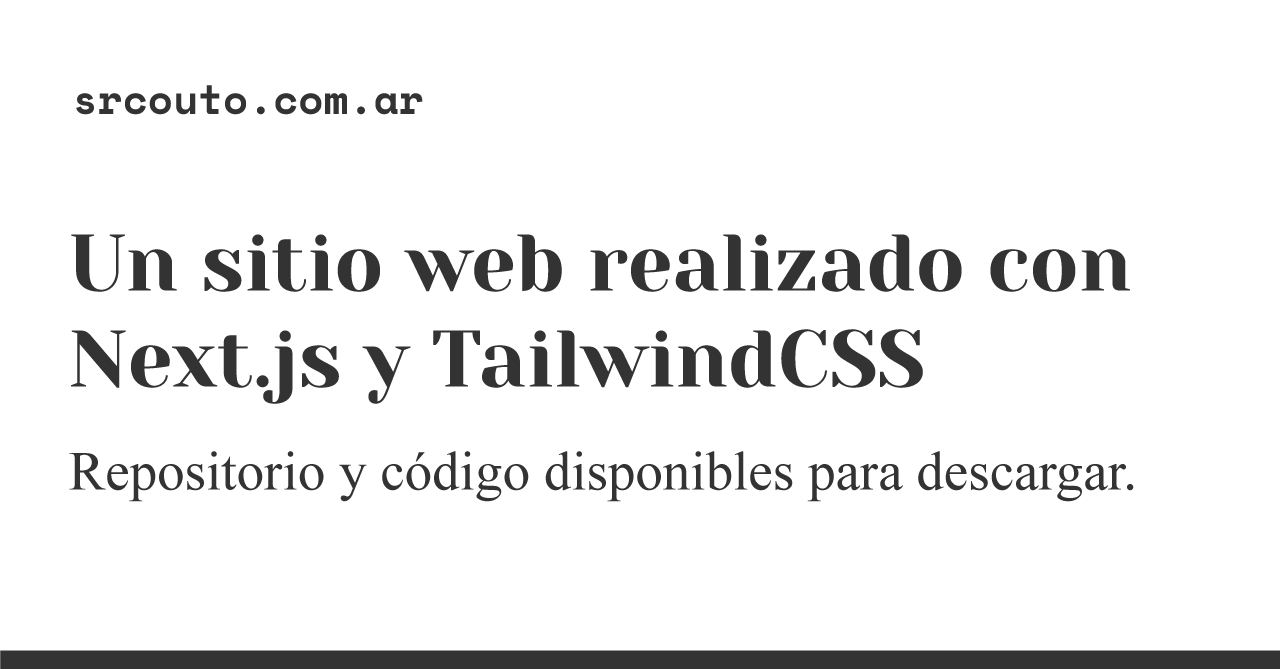 srcouto.com.ar
Un sitio web realizado con
Next.js y TailwindCSS
Repositorio y código disponibles para descargar.